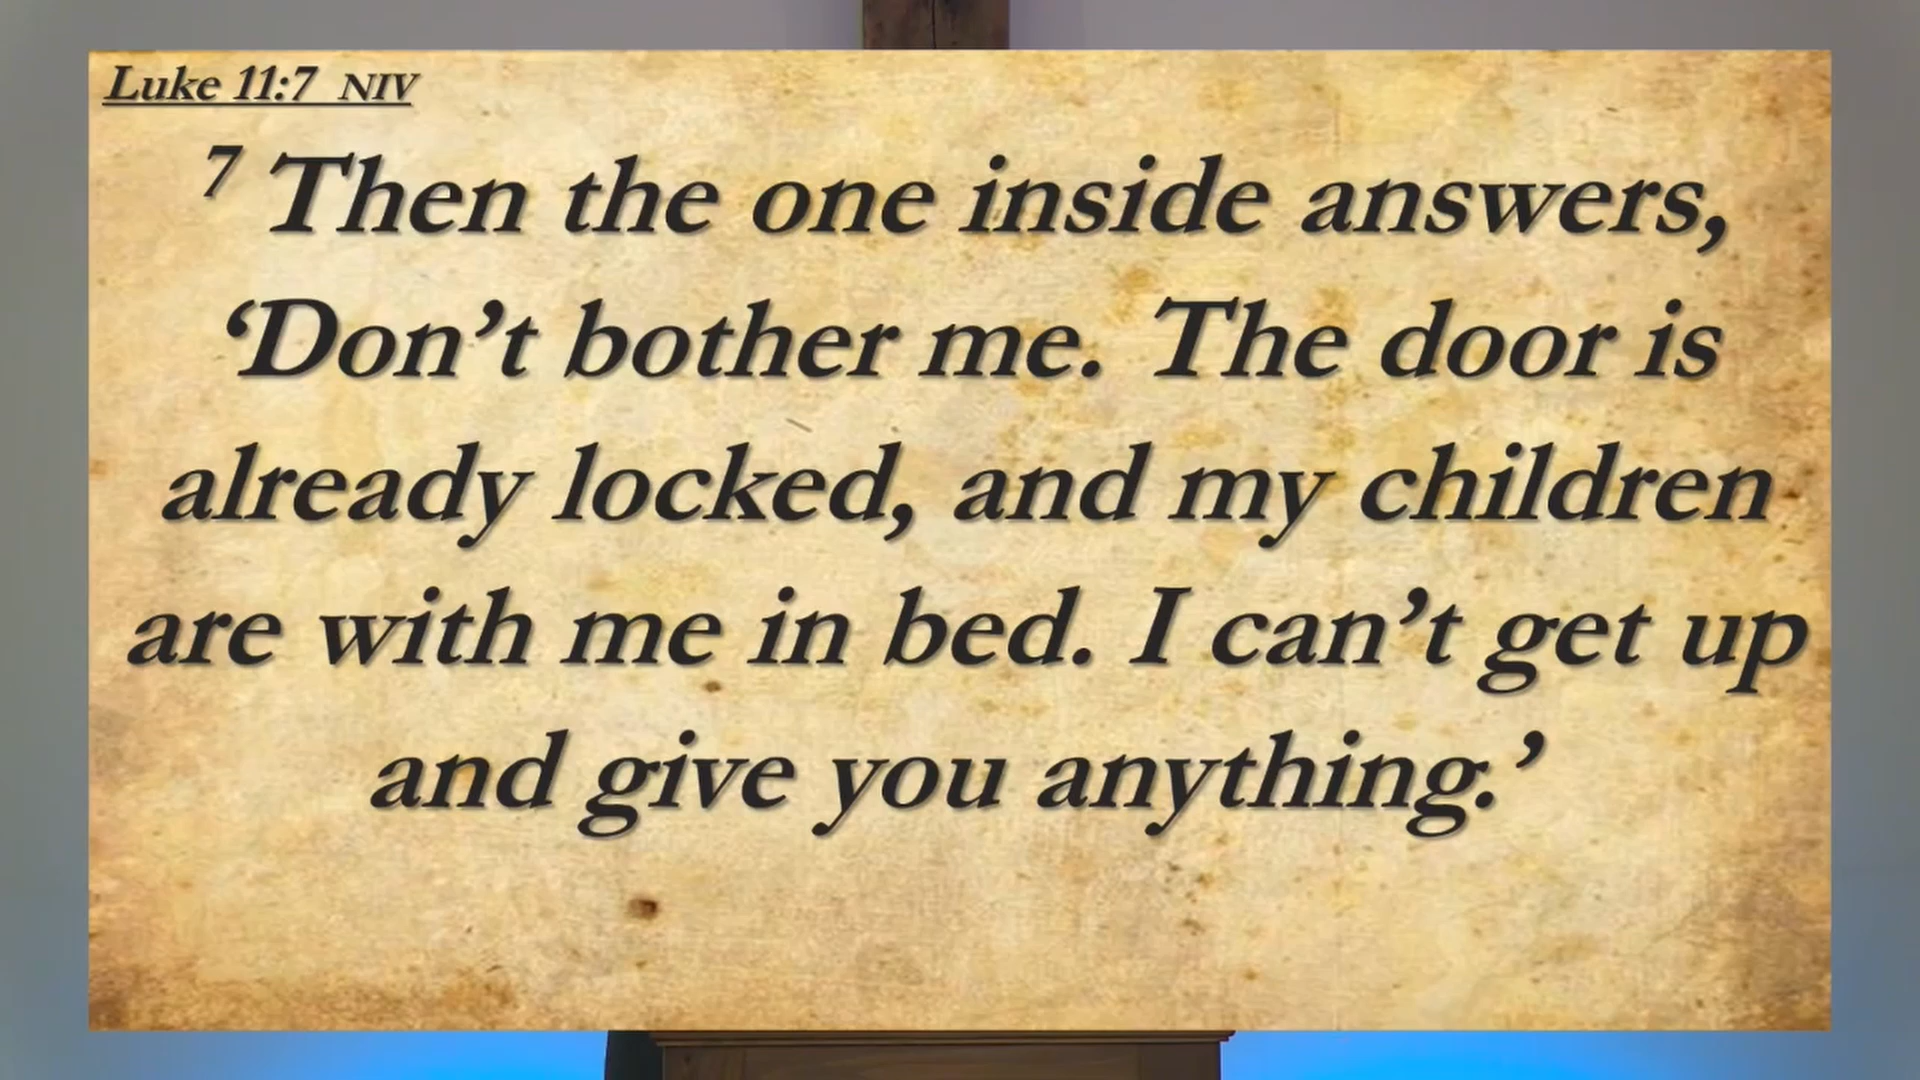 Luke 11:7 NIV
7 Then the one inside answers,
‘Don’t bother me. The door is
already locked, and my children
are with me in bed. I can’t get up
and give you anything.’